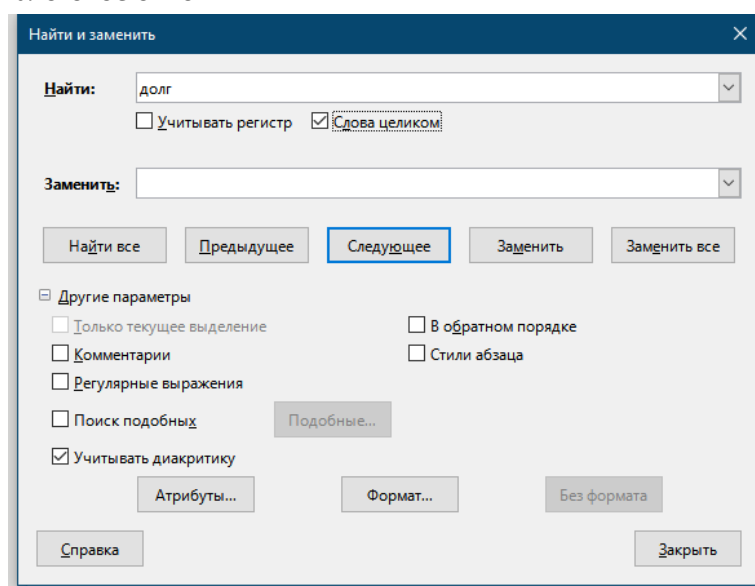 Найти и заменить
Найти: долг
Учитывать регистр Слова целиком
Заменить:
Найти все Предыдущее Следующее Заменить Заменить все
Другие параметры
Только текущее выделение В обратном порядке
Комментарии Стили абзаца
Регулярные выражения
Поиск подобных Подобные...
Учитывать диакритику
Атрибуты... Формат... Без формата
Справка Закрыть